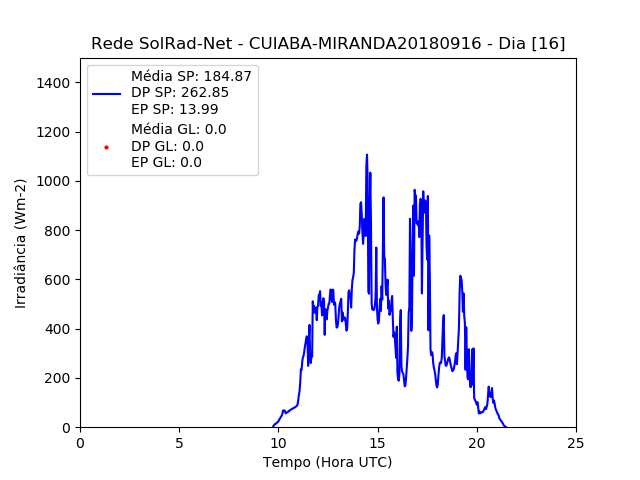 Rede SolRad-Net - CUIABA-MIRANDA20180916 - Dia [16]
Média SP: 184.87
DP SP: 262.85
EP SP: 13.99
Média GL: 0.0
DP GL: 0.0
EP GL: 0.0
1400
1200
1000
800
600
400
200
0
Irradiância (Wm-2)
0 5 10 15 20 25
Tempo (Hora UTC)